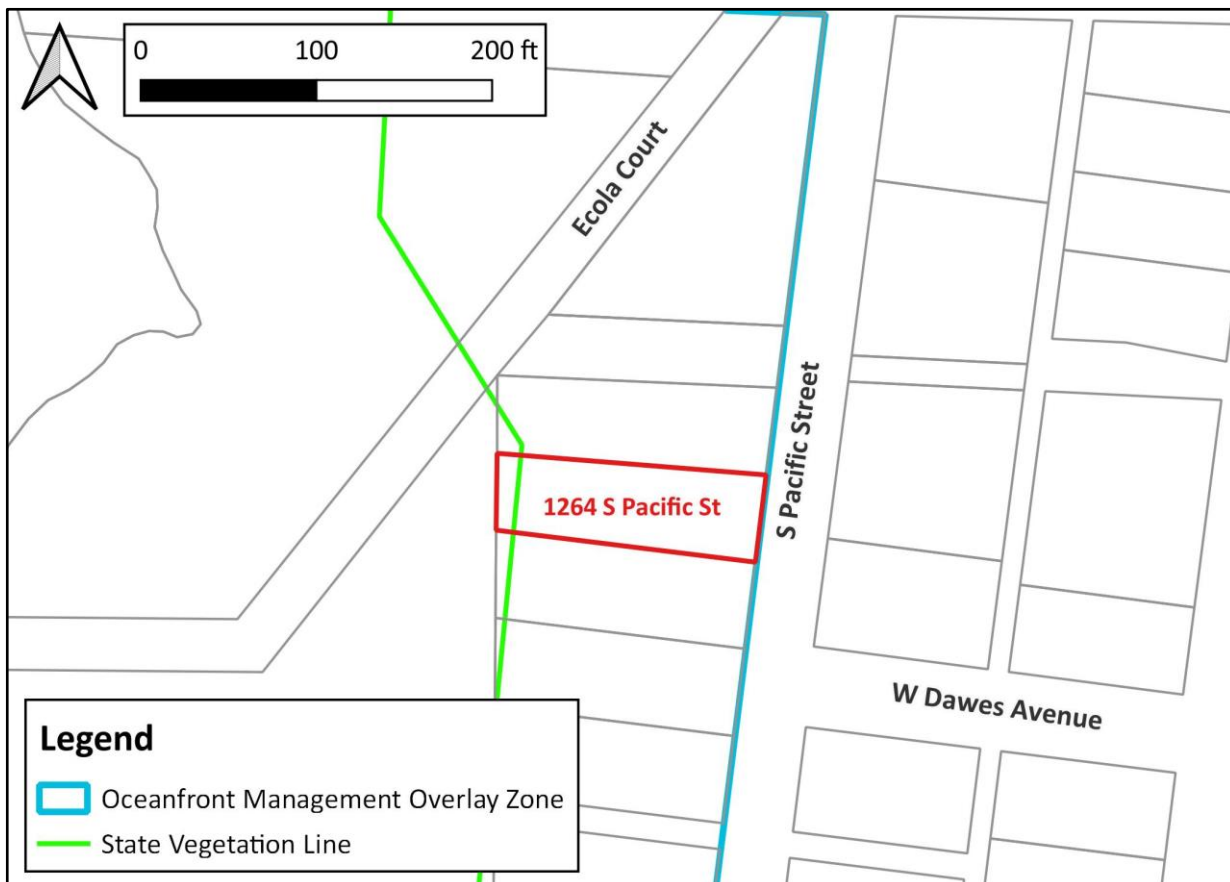 0 100 200 ft
Ecola Court
S Pacific Street
1264 S Pacific St
W Dawes Avenue
Legend
Oceanfront Management Overlay Zone
State Vegetation Line